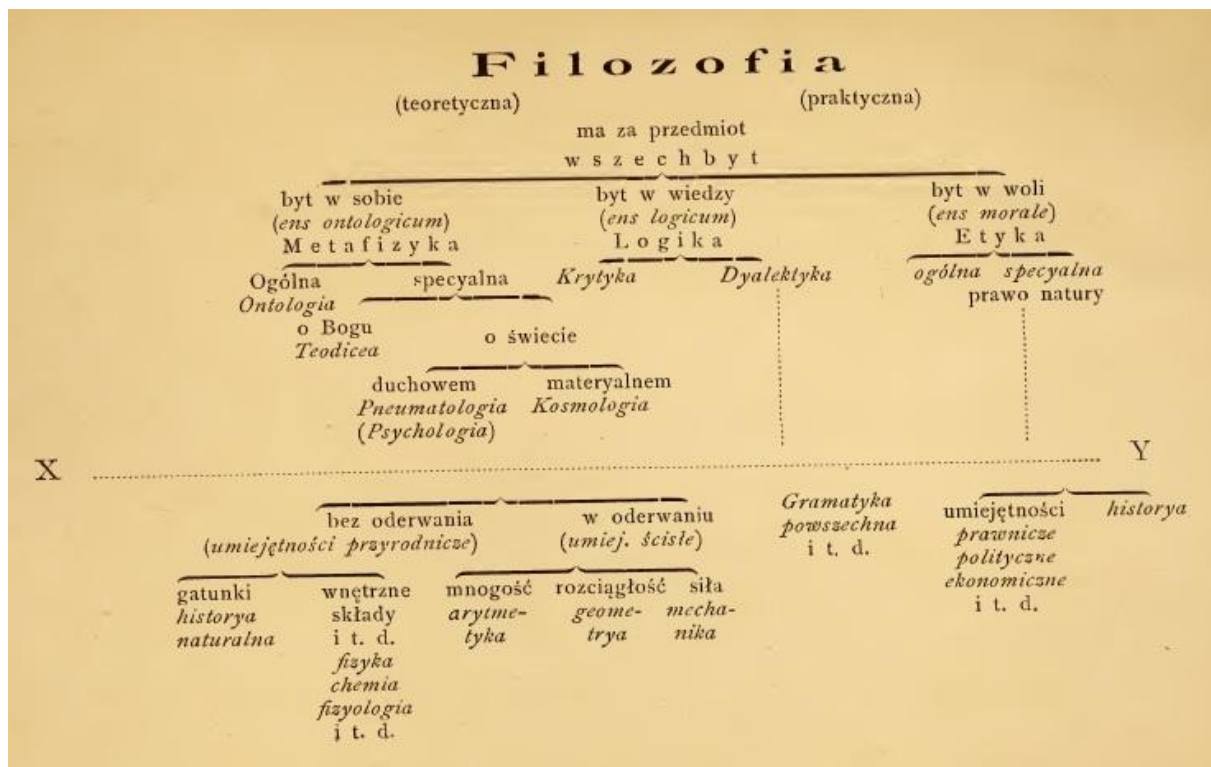 Filozofia
(teoretyczna) (praktyczna)
ma za przedmiot
wszechbyt
byt w sobie
(ens ontologicum)
Metafizyka
byt w wiedzy
(ens logicum)
Logika
byt w woli
(ens morale)
Etyka
Ogólna
Ontologia
specyalna
Krytyka
Dyalektyka
ogólna specyalna
prawo natury
o Bogu
Teodicea
o świecie
duchowem
Pneumatologia
(Psychologia)
materyalnem
Kosmologia
X Y
bez oderwania
(umiejętności przyrodnicze)
w oderwaniu
(umiej. ścisłe)
Gramatyka
powszechna
i t. d.
umiejętności
prawnicze
polityczne
ekonomiczne
i t. d.
historya
gatunki
historya
naturalna
wnętrzne
składy
i t. d.
fizyka
chemia
fizyologia
i t. d.
mnogość
arytme-
tyka
rozciągłość
geome-
trya
siła
mecha-
nika